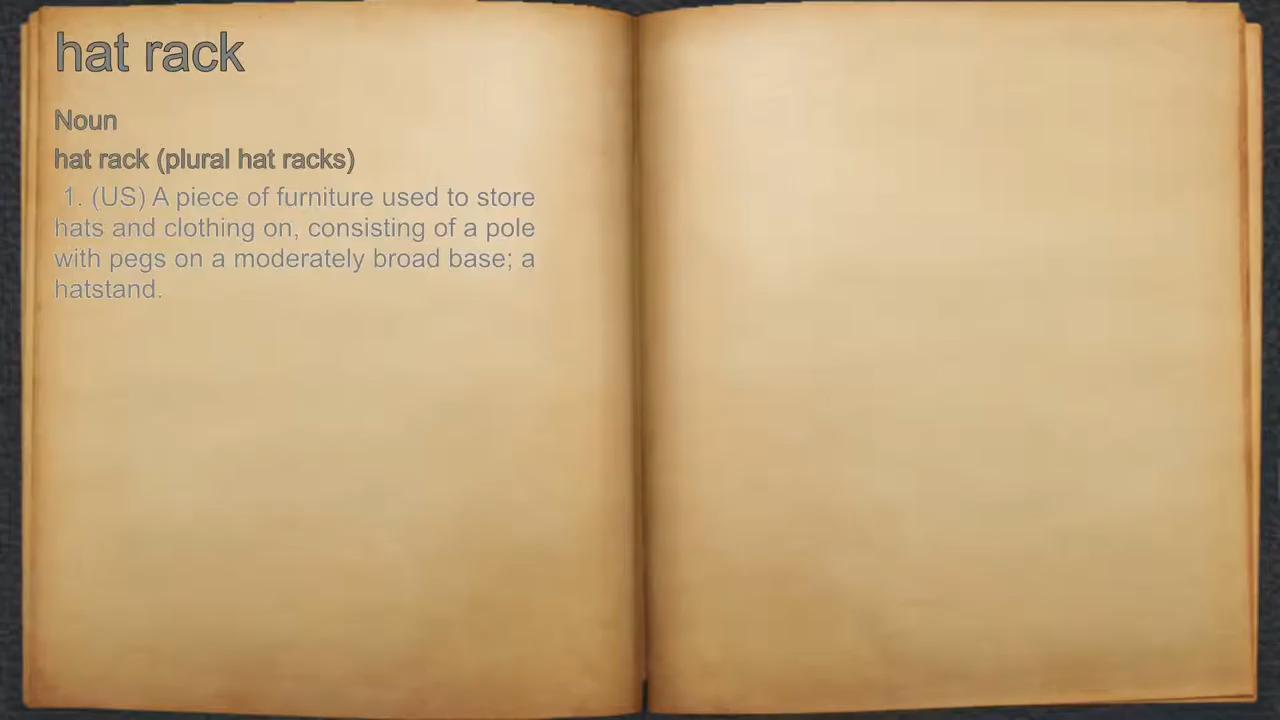 hat rack
Noun
hat rack (plural hat racks)
1. (US) A piece of furniture used to store
hats and clothing on, consisting of a pole
with pegs on a moderately broad base; a
hatstand.